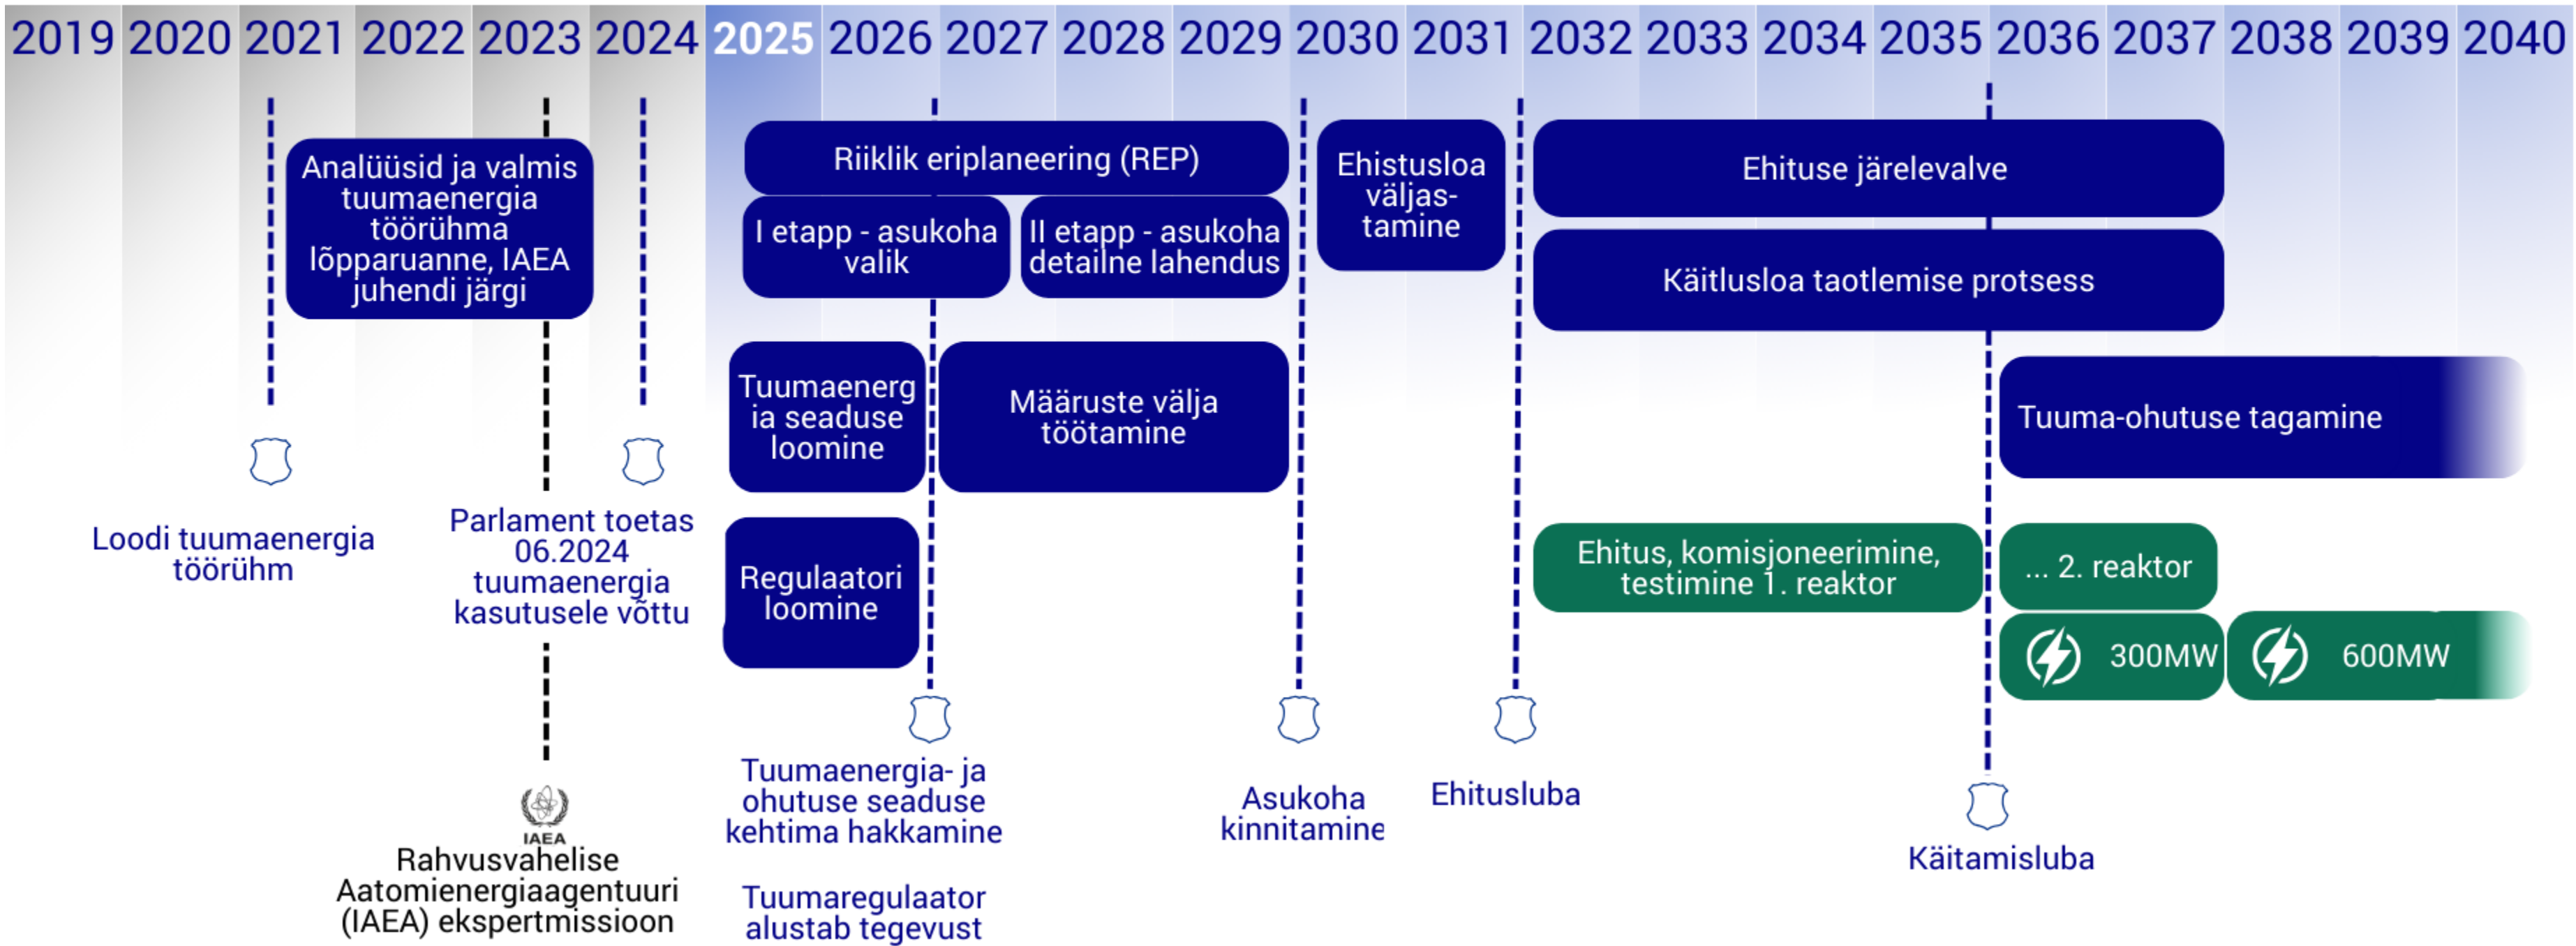 2019 2020 2021 2022 2023 2024 2025 2026 2027 2028 2029 2030 2031 2032 2033 2034 2035 2036 2037 2038 2039 2040
Analüüsid ja valmis
tuumaenergia
töörühma
lõpparuanne, IAEA
juhendi järgi
Riiklik eriplaneering (REP)
I etapp - asukoha
valik
II etapp - asukoha
detailne lahendus
Ehistusloa
väljas-
tamine
Ehituse järelevalve
Käitlusloa taotlemise protsess
Tuumaenerg
ia seaduse
loomine
Määruste välja
töötamine
Tuuma-ohutuse tagamine
Loodi tuumaenergia
töörühm
Parlament toetas
06.2024
tuumaenergia
kasutusele võttu
Regulaatori
loomine
Ehitus, komisjoneerimine,
testimine 1. reaktor
... 2. reaktor
300MW
600MW
IAEA
Rahvusvahelise
Aatomienergiaagentuuri
(IAEA) ekspertmissioon
Tuumaenergia- ja
ohutuse seaduse
kehtima hakkamine
Tuumaregulaator
alustab tegevust
Asukoha
kinnitamine
Ehitusluba
Käitamisluba